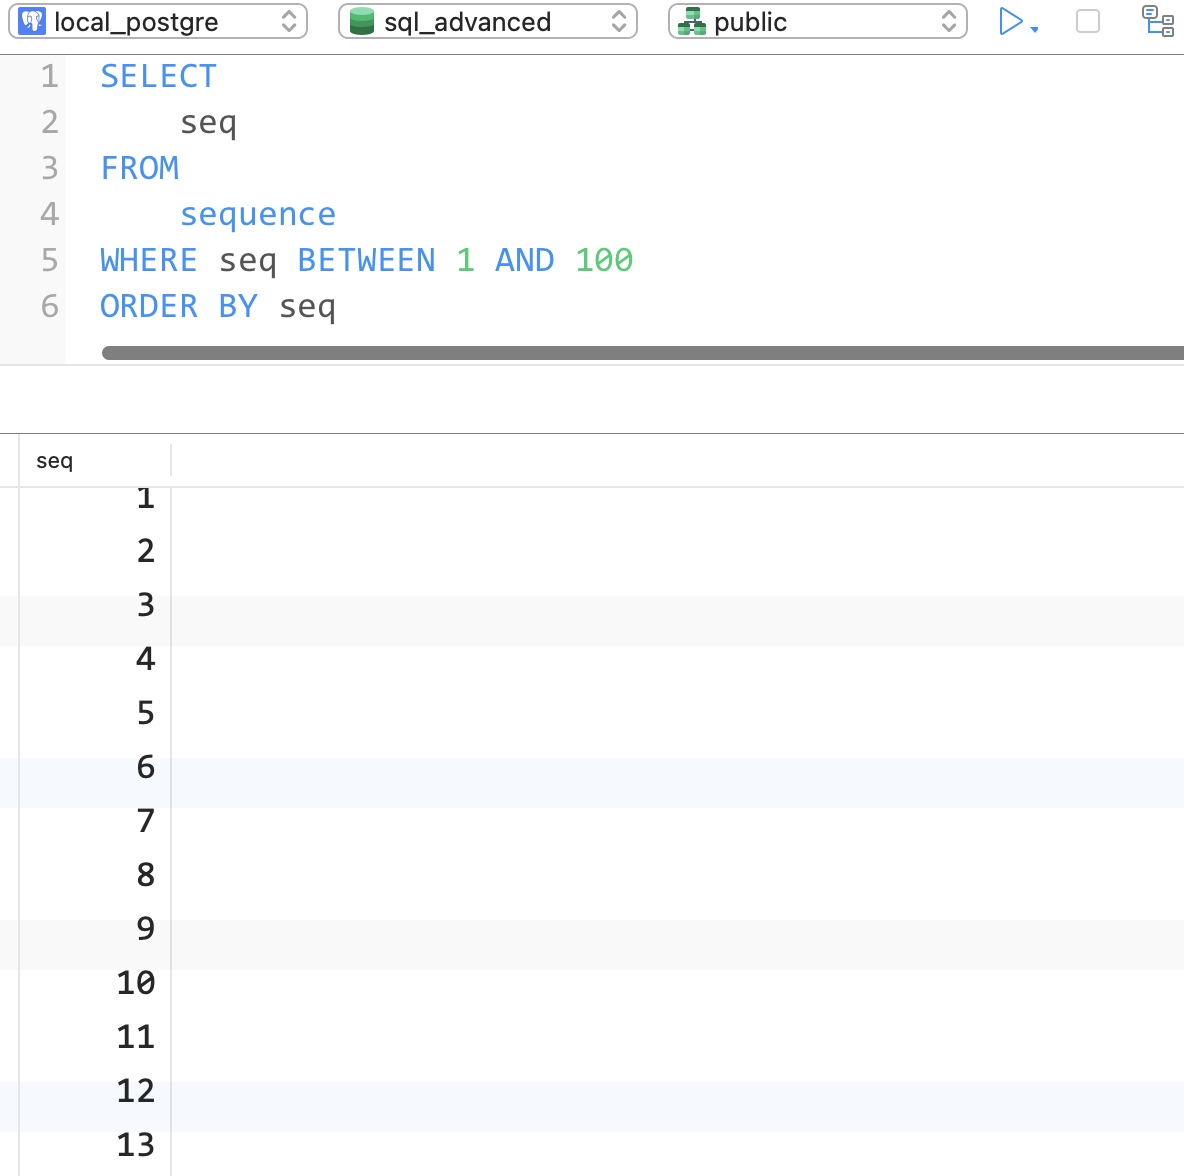 local_postgre sql_advanced public
1 SELECT
2 seq
3 FROM
4 sequence
5 WHERE seq BETWEEN 1 AND 100
6 ORDER BY seq
seq
1
2
3
4
5
6
7
8
9
10
11
12
13